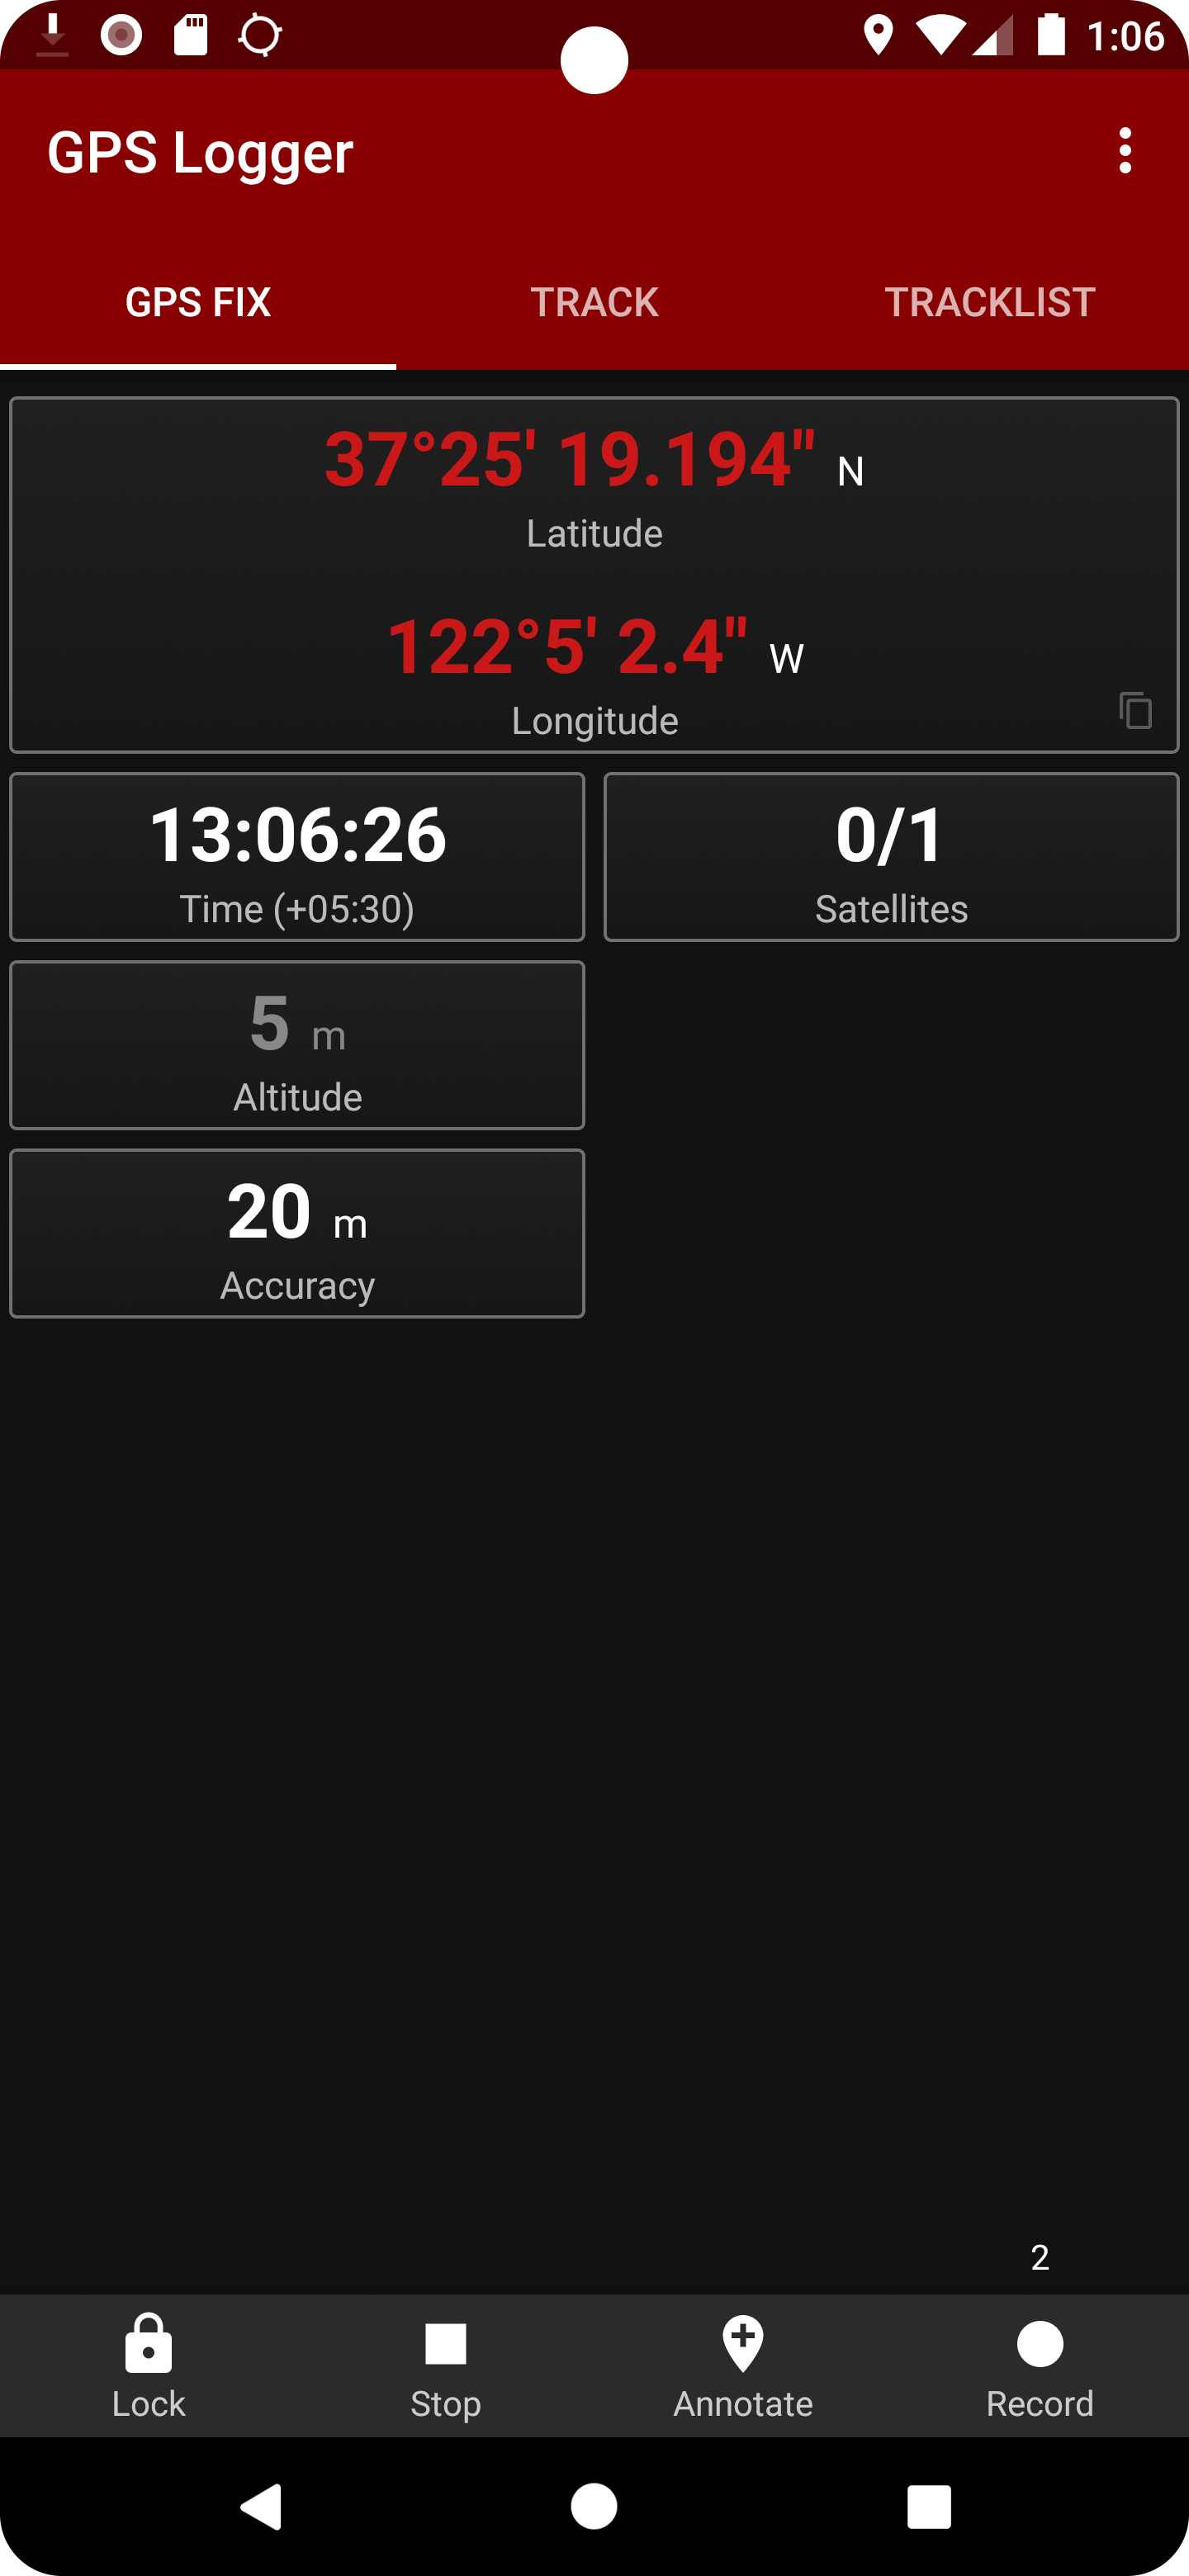 1:06
GPS Logger
GPS FIX
TRACK
TRACKLIST
37°25' 19.194" N
Latitude
122°5' 2.4" W
Longitude
13:06:26
Time (+05:30)
0/1
Satellites
5 m
Altitude
20 m
Accuracy
2
Lock
Stop
Annotate
Record